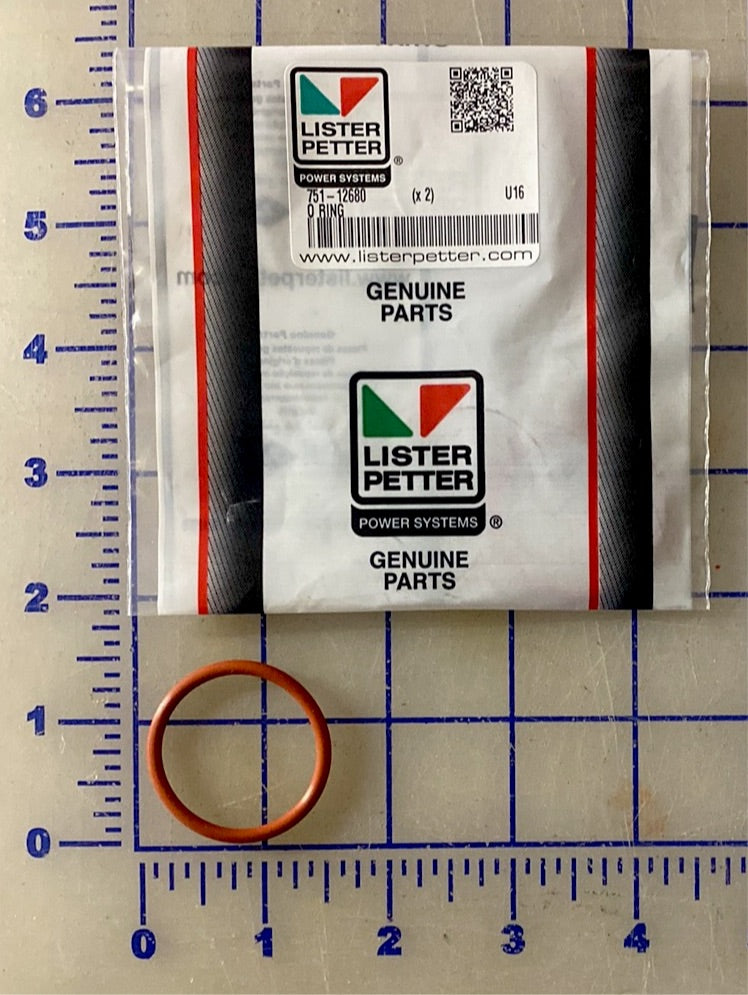 LISTER
PETTER
®
POWER SYSTEMS
751-12680 (x 2) U16
O RING
www.listerpetter.com
GENUINE
PARTS
LISTER
PETTER
POWER SYSTEMS ®
GENUINE
PARTS
6
5
4
3
2
1
0
0 1 2 3 4